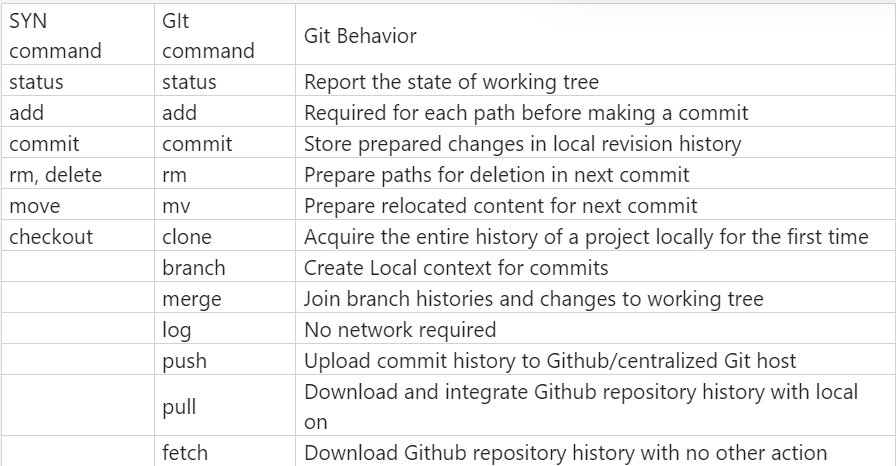 SYN command GIt command Git Behavior
status status Report the state of working tree
add add Required for each path before making a commit
commit commit Store prepared changes in local revision history
rm, delete rm Prepare paths for deletion in next commit
move mv Prepare relocated content for next commit
checkout clone Acquire the entire history of a project locally for the first time
branch Create Local context for commits
merge Join branch histories and changes to working tree
log No network required
push Upload commit history to Github/centralized Git host
pull Download and integrate Github repository history with local on
fetch Download Github repository history with no other action